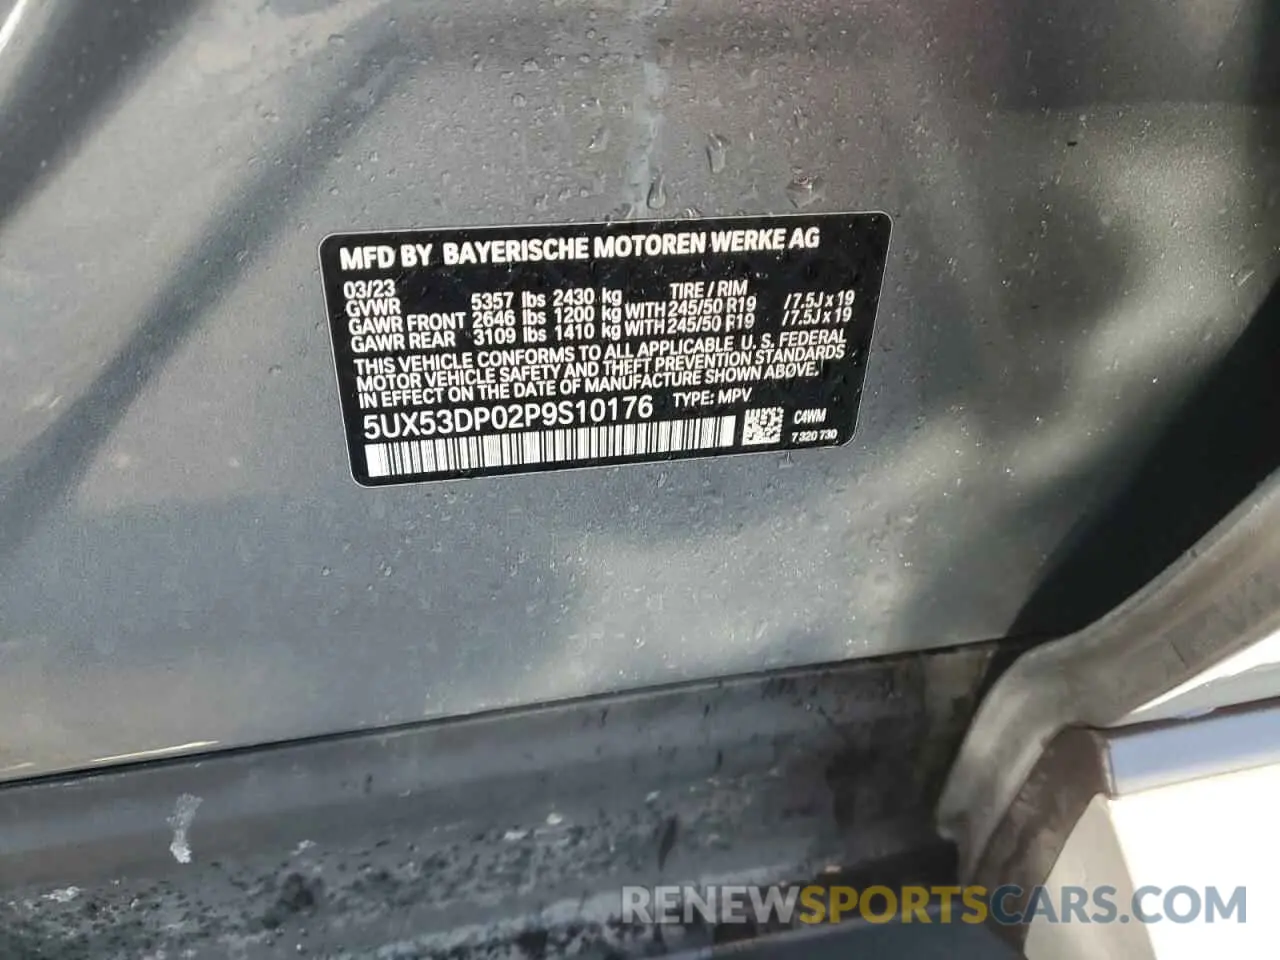 MFD BY BAYERISCHE MOTOREN WERKE AG
03/23 TIRE / RIM
GVWR 5357 lbs 2430 kg
GAWR FRONT 2646 lbs 1200 kg WITH 245/50 R19 /7.5J x 19
GAWR REAR 3109 lbs 1410 kg WITH 245/50 R19 /7.5J x 19
THIS VEHICLE CONFORMS TO ALL APPLICABLE U. S. FEDERAL
MOTOR VEHICLE SAFETY AND THEFT PREVENTION STANDARDS
IN EFFECT ON THE DATE OF MANUFACTURE SHOWN ABOVE.
5UX53DP02P9S10176 TYPE: MPV
C4WM
7 320 730
RENEWSPORTSCARS.COM